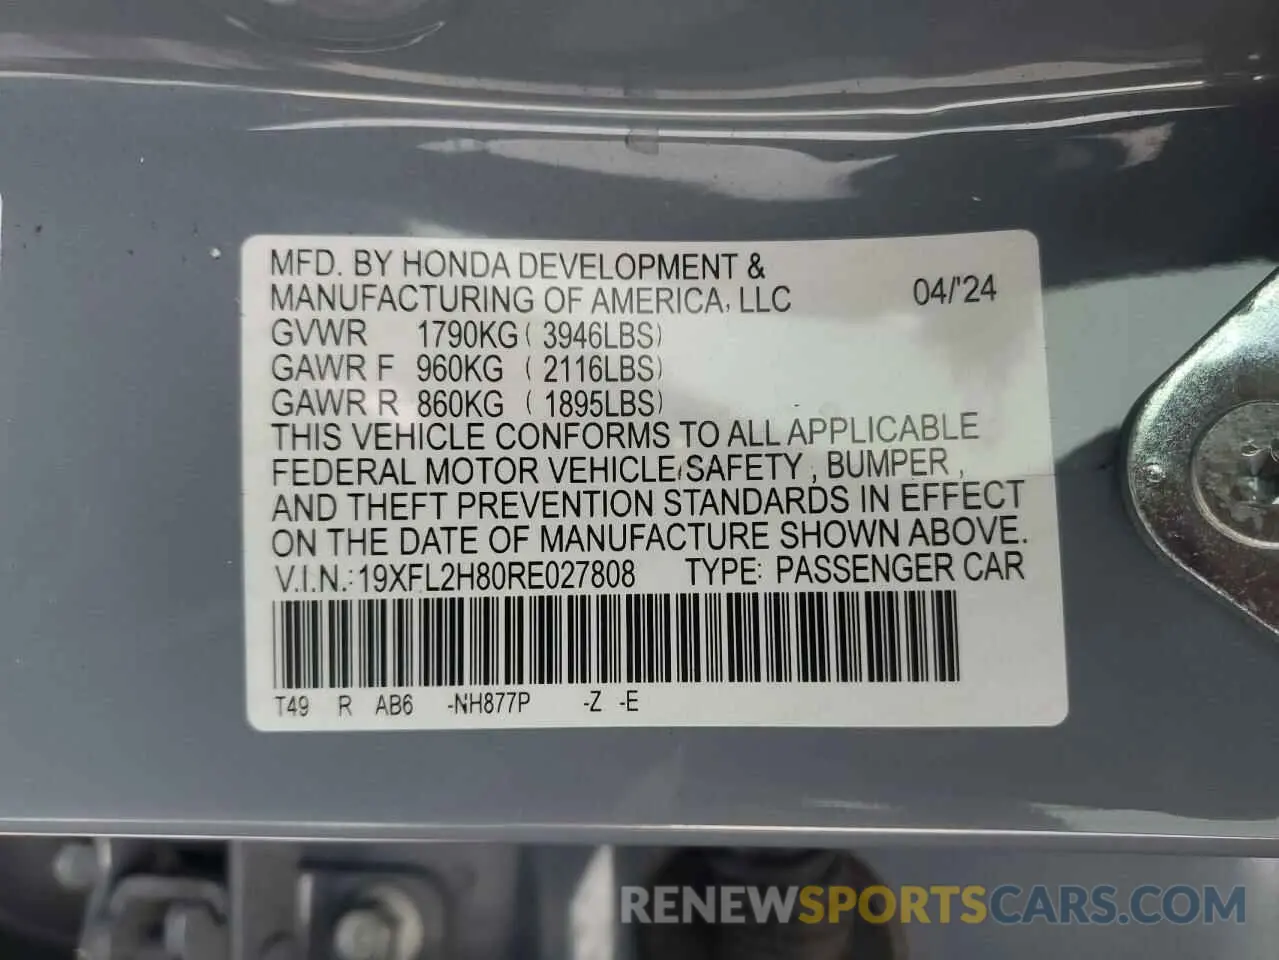 MFD. BY HONDA DEVELOPMENT &
MANUFACTURING OF AMERICA, LLC 04/'24
GVWR 1790KG ( 3946LBS)
GAWR F 960KG ( 2116LBS)
GAWR R 860KG ( 1895LBS)
THIS VEHICLE CONFORMS TO ALL APPLICABLE
FEDERAL MOTOR VEHICLE SAFETY , BUMPER ,
AND THEFT PREVENTION STANDARDS IN EFFECT
ON THE DATE OF MANUFACTURE SHOWN ABOVE.
V.I.N.: 19XFL2H80RE027808 TYPE: PASSENGER CAR
T49 R AB6 -NH877P -Z -E
RENEWSPORTSCARS.COM